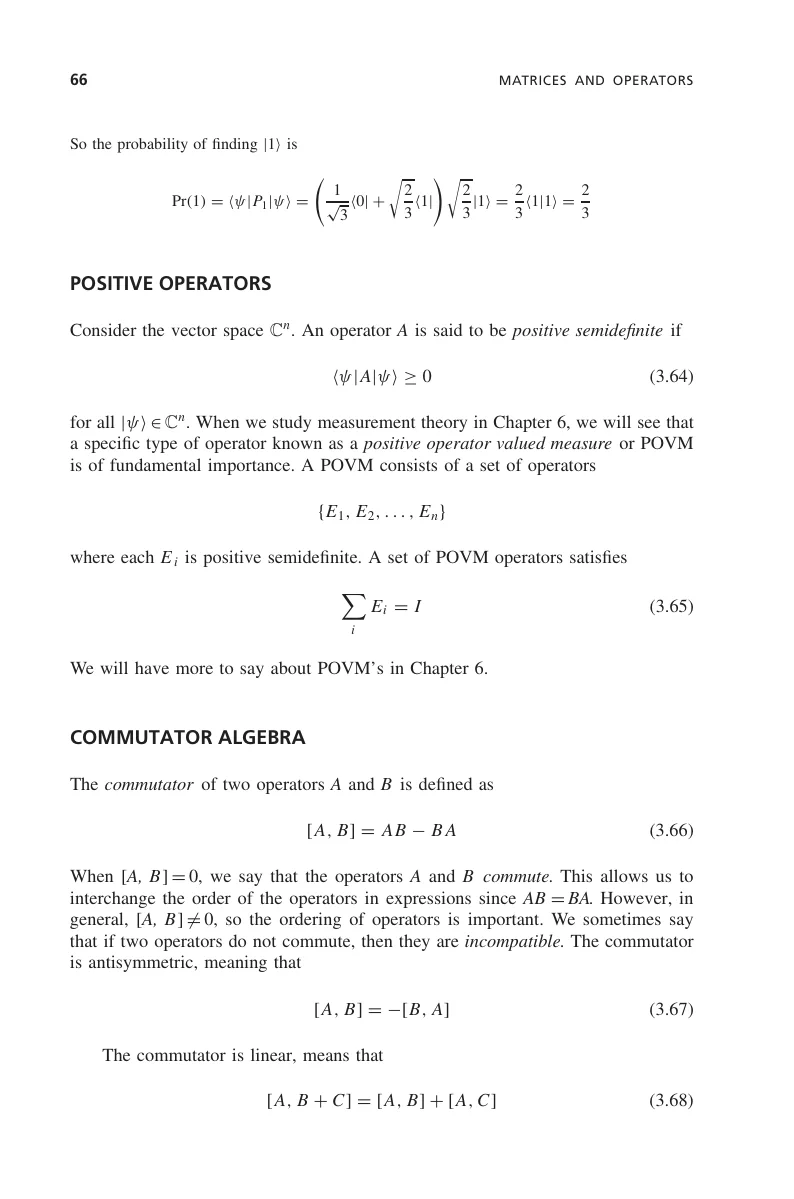 66 MATRICES AND OPERATORS
So the probability of finding |1⟩ is
Pr(1) = ⟨ψ|P₁|ψ⟩ = (1/√3 ⟨0| + √(2/3) ⟨1|) √(2/3) |1⟩ = 2/3 ⟨1|1⟩ = 2/3
POSITIVE OPERATORS
Consider the vector space ℂⁿ. An operator A is said to be positive semidefinite if
⟨ψ|A|ψ⟩ ≥ 0 (3.64)
for all |ψ⟩ ∈ ℂⁿ. When we study measurement theory in Chapter 6, we will see that
a specific type of operator known as a positive operator valued measure or POVM
is of fundamental importance. A POVM consists of a set of operators
{E₁, E₂, . . . , Eₙ}
where each Eᵢ is positive semidefinite. A set of POVM operators satisfies
∑ᵢ Eᵢ = I (3.65)
We will have more to say about POVM's in Chapter 6.
COMMUTATOR ALGEBRA
The commutator of two operators A and B is defined as
[A, B] = AB − BA (3.66)
When [A, B] = 0, we say that the operators A and B commute. This allows us to
interchange the order of the operators in expressions since AB = BA. However, in
general, [A, B] ≠ 0, so the ordering of operators is important. We sometimes say
that if two operators do not commute, then they are incompatible. The commutator
is antisymmetric, meaning that
[A, B] = −[B, A] (3.67)
The commutator is linear, means that
[A, B + C] = [A, B] + [A, C] (3.68)